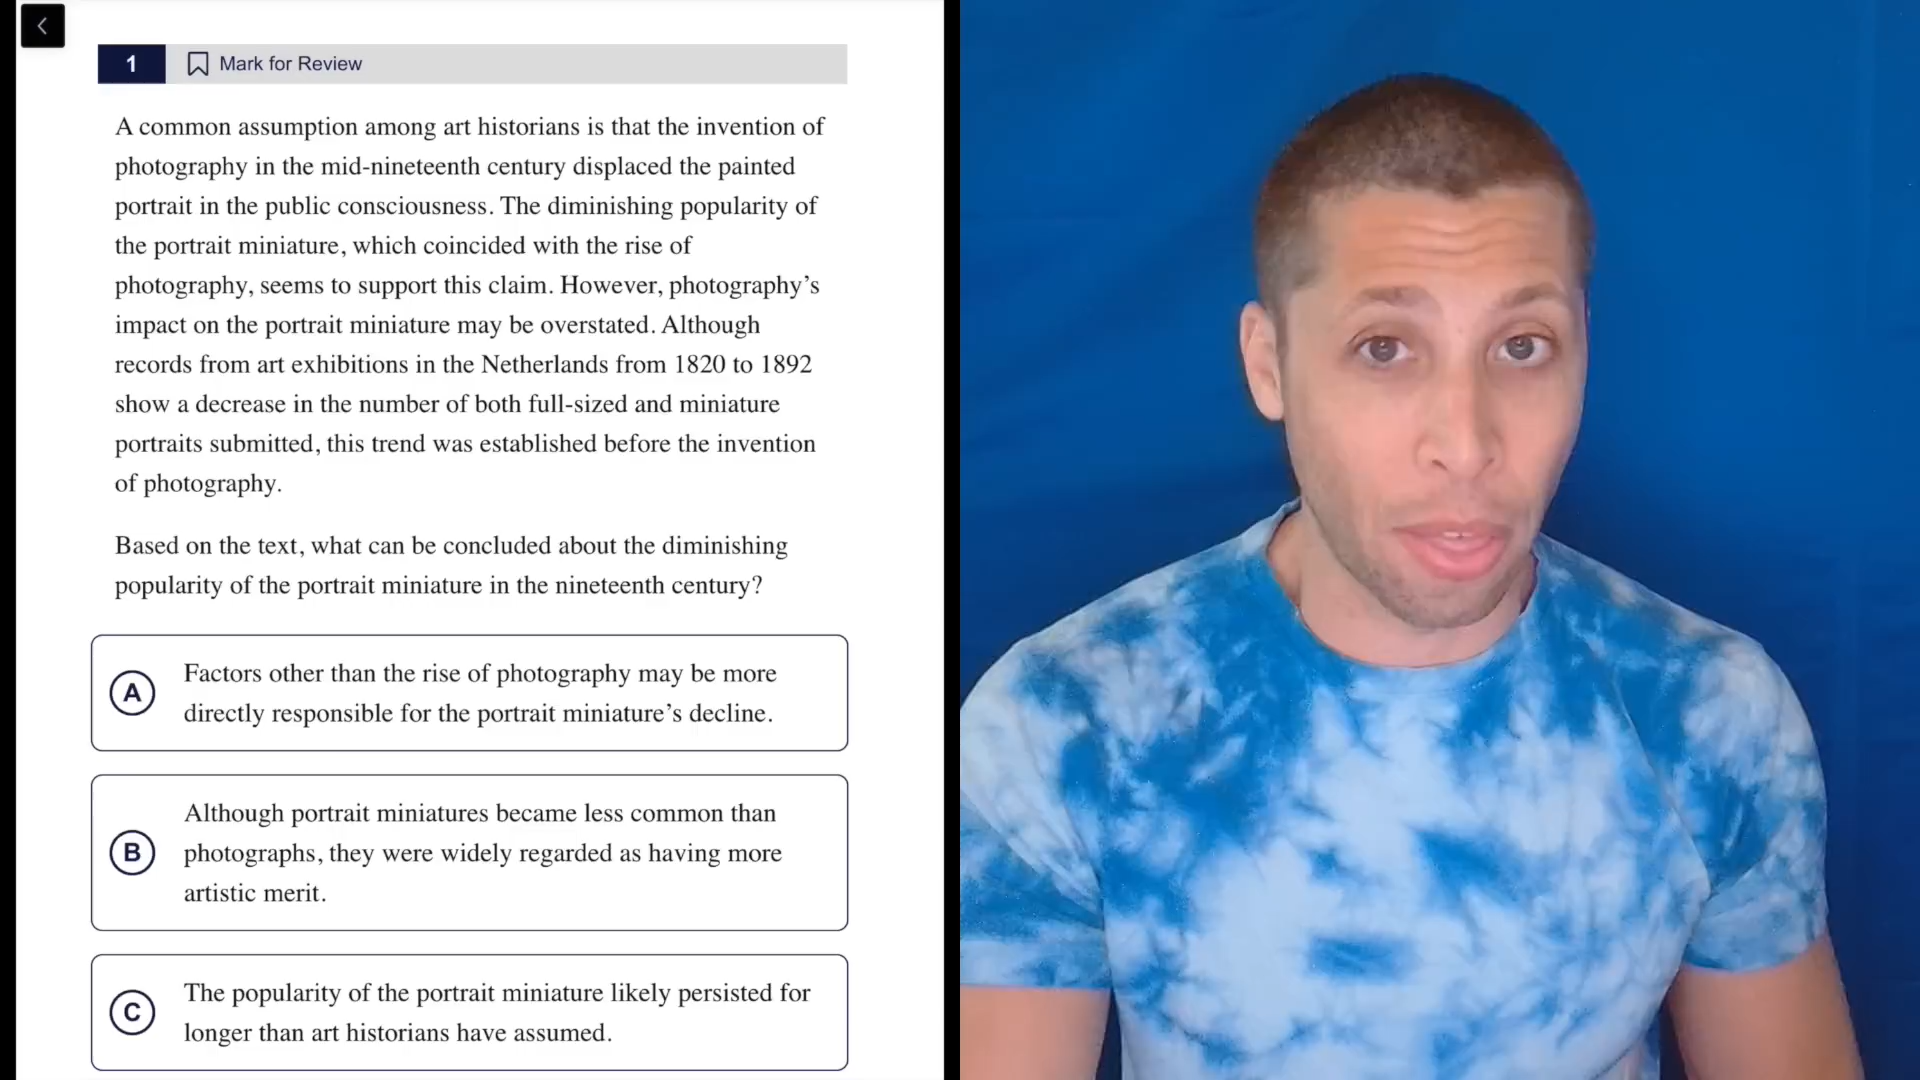 1
Mark for Review
A common assumption among art historians is that the invention of
photography in the mid-nineteenth century displaced the painted
portrait in the public consciousness. The diminishing popularity of
the portrait miniature, which coincided with the rise of
photography, seems to support this claim. However, photography’s
impact on the portrait miniature may be overstated. Although
records from art exhibitions in the Netherlands from 1820 to 1892
show a decrease in the number of both full-sized and miniature
portraits submitted, this trend was established before the invention
of photography.
Based on the text, what can be concluded about the diminishing
popularity of the portrait miniature in the nineteenth century?
A
Factors other than the rise of photography may be more
directly responsible for the portrait miniature’s decline.
B
Although portrait miniatures became less common than
photographs, they were widely regarded as having more
artistic merit.
C
The popularity of the portrait miniature likely persisted for
longer than art historians have assumed.